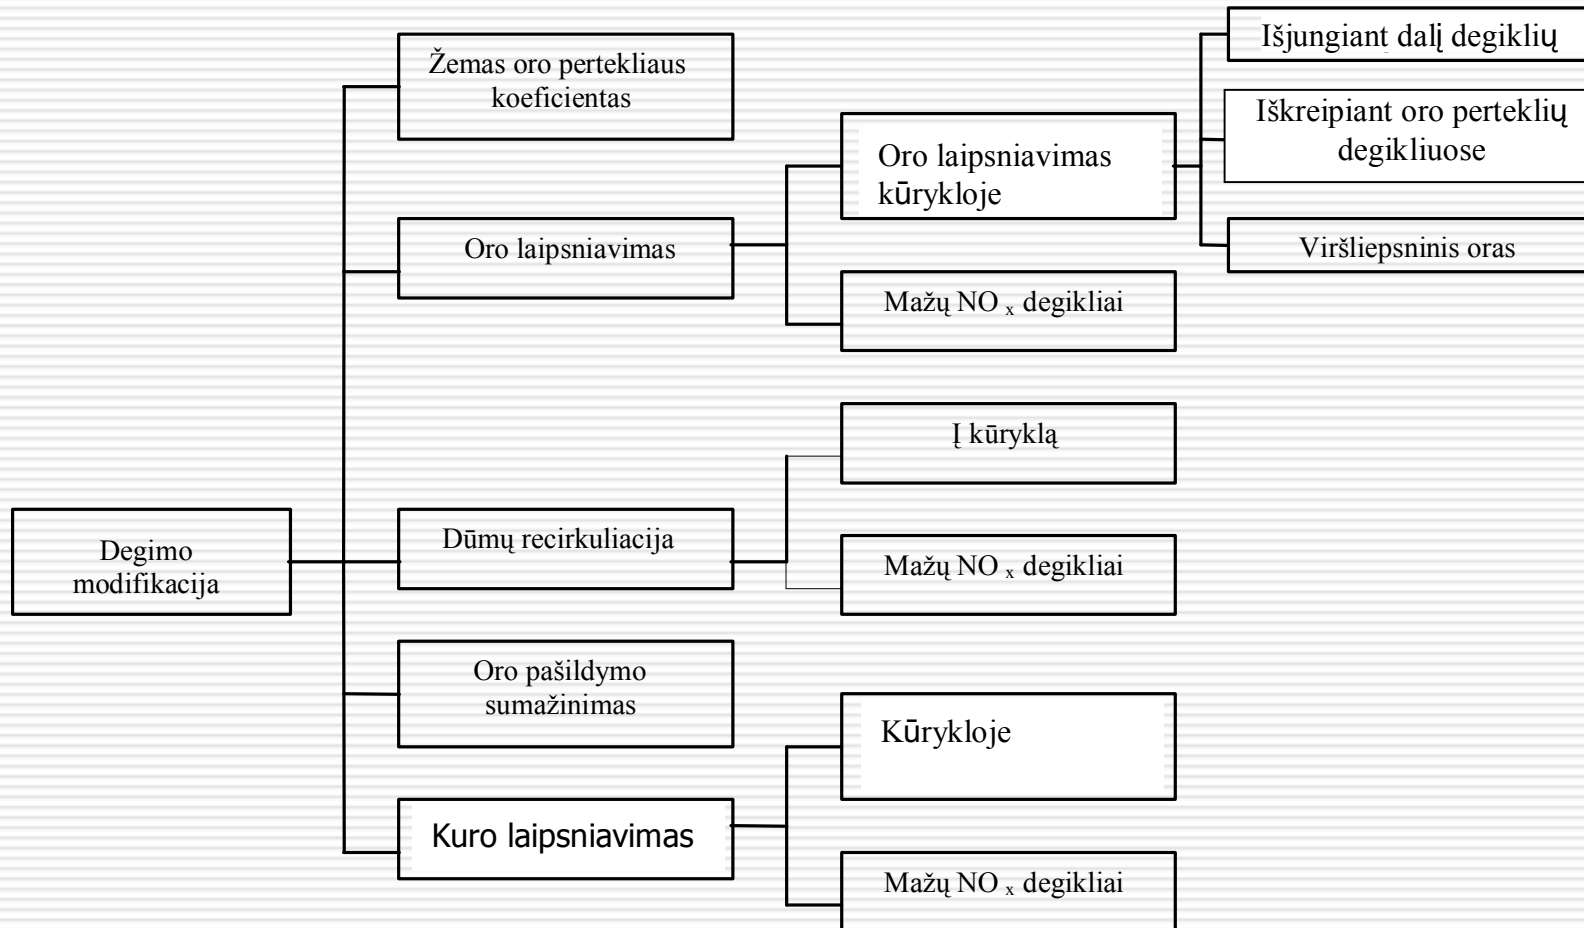 Išjungiant dalį degiklių
Žemas oro pertekliaus
koeficientas
Iškreipiant oro perteklių
degikliuose
Oro laipsniavimas
kūrykloje
Oro laipsniavimas
Viršliepsninis oras
Mažų NO x degikliai
Į kūryklą
Degimo
modifikacija
Dūmų recirkuliacija
Mažų NO x degikliai
Oro pašildymo
sumažinimas
Kūrykloje
Kuro laipsniavimas
Mažų NO x degikliai